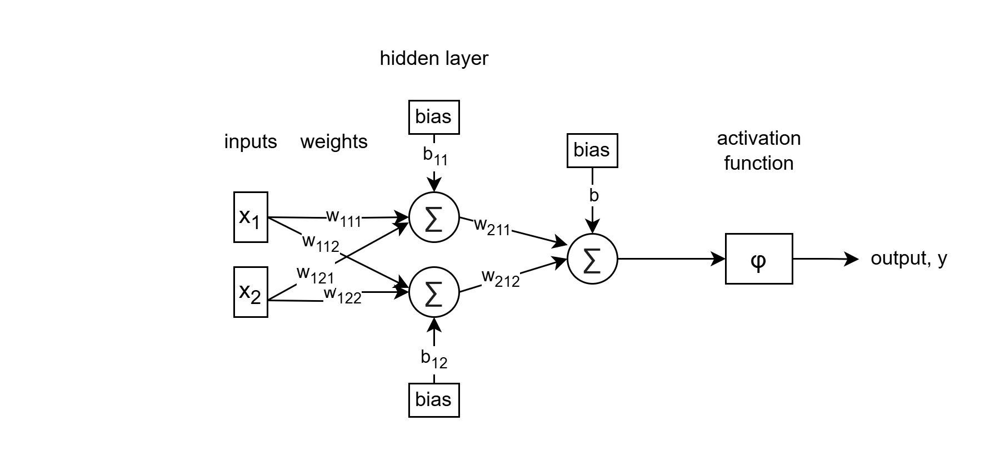 hidden layer
bias
inputs
weights
b₁₁
bias
activation
function
b
x₁
w₁₁₁
∑
w₂₁₁
w₁₁₂
∑
φ
output, y
x₂
w₁₂₁
w₁₂₂
∑
w₂₁₂
b₁₂
bias